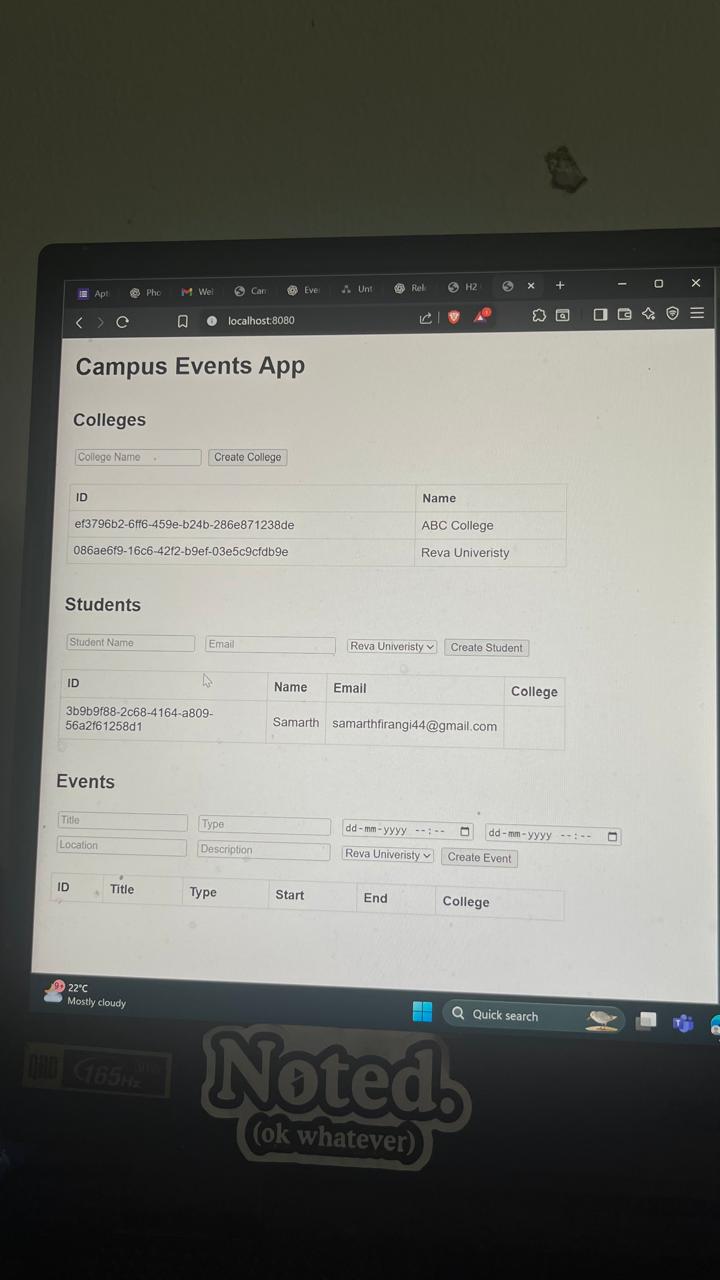 Apt
Pho
Wel
Can
Eve
Unt
Rel
H2
localhost:8080
Campus Events App
Colleges
College Name
Create College
ID Name
ef3796b2-6ff6-459e-b24b-286e871238de ABC College
086ae6f9-16c6-42f2-b9ef-03e5c9cfdb9e Reva Univeristy
Students
Student Name Email Reva Univeristy Create Student
ID Name Email College
3b9b9f88-2c68-4164-a809-
56a2f61258d1 Samarth samarthfirangi44@gmail.com
Events
Title Type dd-mm-yyyy --:-- dd-mm-yyyy --:--
Location Description Reva Univeristy Create Event
ID Title Type Start End College
9+ 22°C
Mostly cloudy
Quick search
QHD 165Hz
Noted.
(ok whatever)